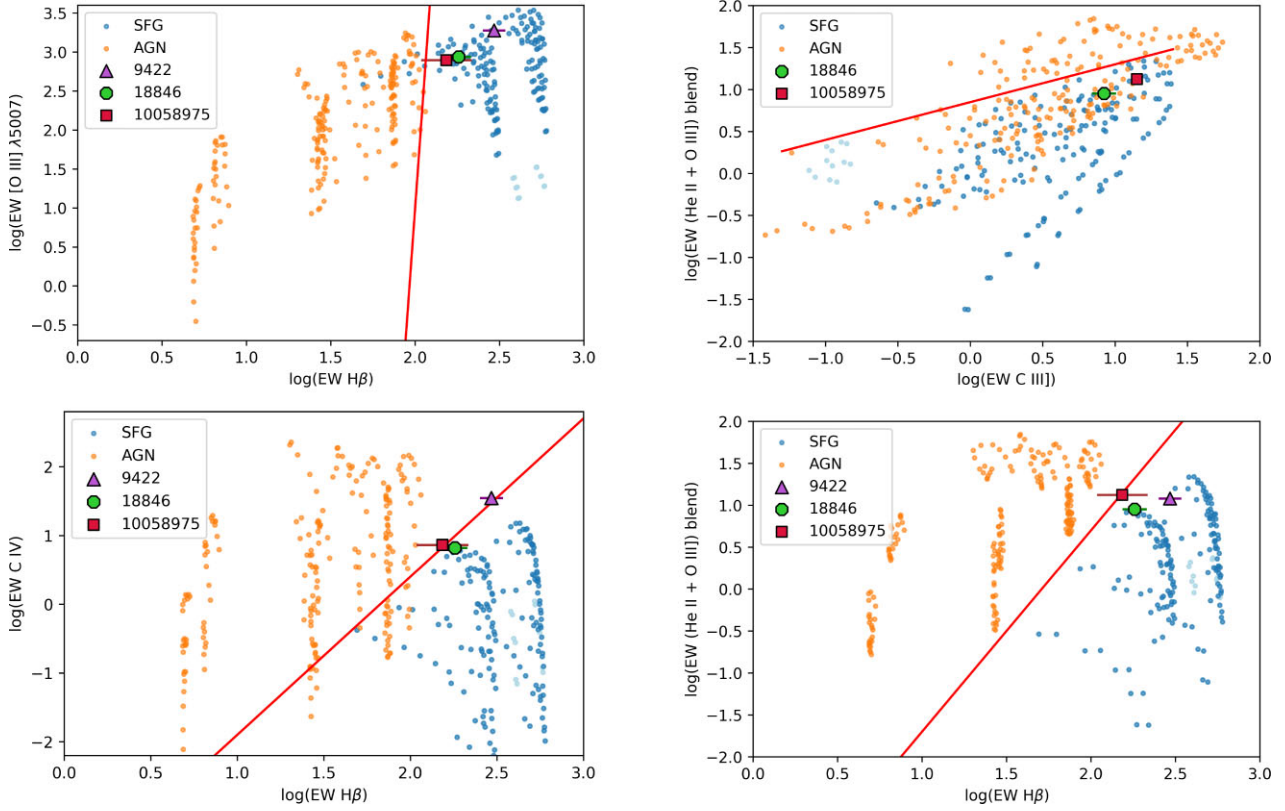 SFG
AGN
9422
18846
10058975
3.5
3.0
2.5
2.0
1.5
1.0
0.5
0.0
−0.5
0.0 0.5 1.0 1.5 2.0 2.5 3.0
log(EW Hβ)
log(EW [O III] λ5007)
SFG
AGN
18846
10058975
2.0
1.5
1.0
0.5
0.0
−0.5
−1.0
−1.5
−2.0
−1.5 −1.0 −0.5 0.0 0.5 1.0 1.5 2.0
log(EW C III])
log(EW (He II + O III]) blend)
SFG
AGN
9422
18846
10058975
2
1
0
−1
−2
0.0 0.5 1.0 1.5 2.0 2.5 3.0
log(EW Hβ)
log(EW C IV)
SFG
AGN
9422
18846
10058975
2.0
1.5
1.0
0.5
0.0
−0.5
−1.0
−1.5
−2.0
0.0 0.5 1.0 1.5 2.0 2.5 3.0
log(EW Hβ)
log(EW (He II + O III]) blend)